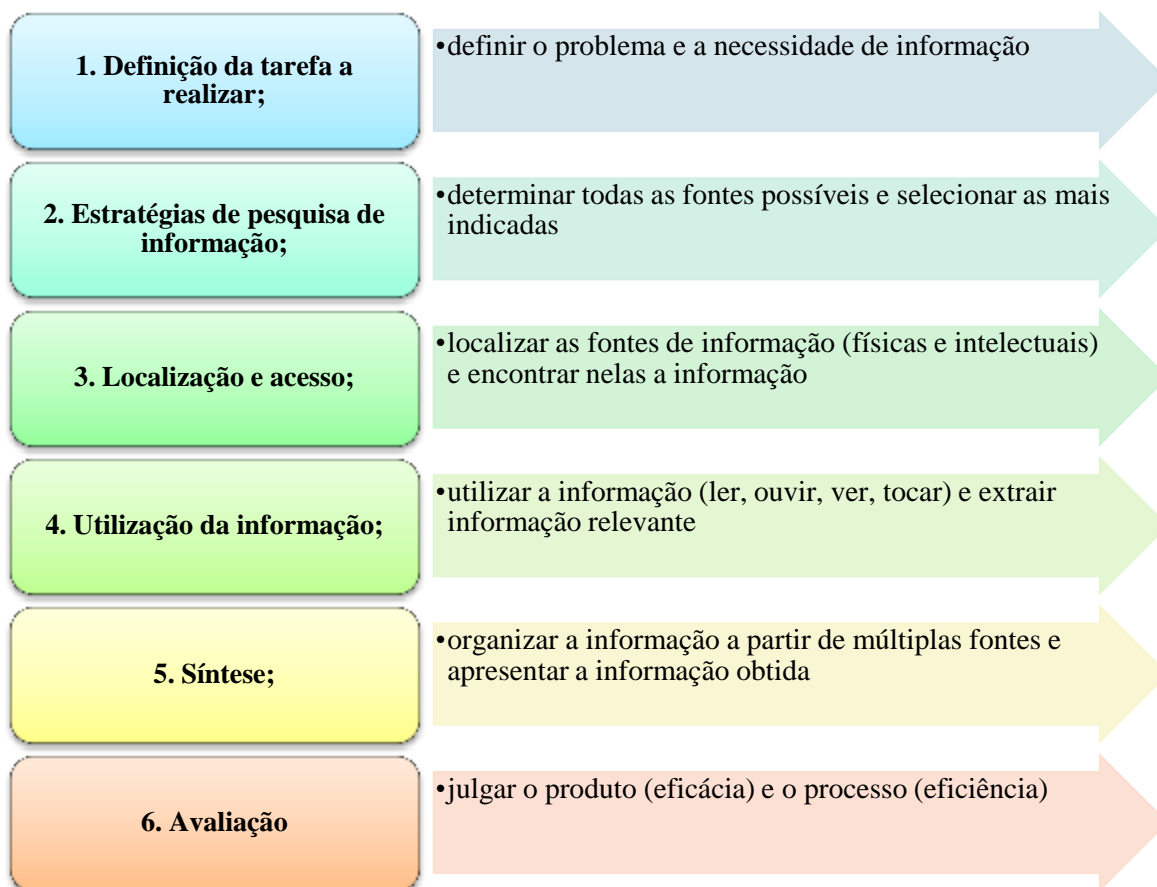 1. Definição da tarefa a
realizar;
•definir o problema e a necessidade de informação
2. Estratégias de pesquisa de
informação;
•determinar todas as fontes possíveis e selecionar as mais
indicadas
3. Localização e acesso;
•localizar as fontes de informação (físicas e intelectuais)
e encontrar nelas a informação
4. Utilização da informação;
•utilizar a informação (ler, ouvir, ver, tocar) e extrair
informação relevante
5. Síntese;
•organizar a informação a partir de múltiplas fontes e
apresentar a informação obtida
6. Avaliação
•julgar o produto (eficácia) e o processo (eficiência)